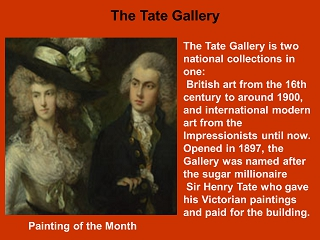 The Tate Gallery
The Tate Gallery is two
national collections in
one:
British art from the 16th
century to around 1900,
and international modern
art from the
Impressionists until now.
Opened in 1897, the
Gallery was named after
the sugar millionaire
Sir Henry Tate who gave
his Victorian paintings
and paid for the building.
Painting of the Month